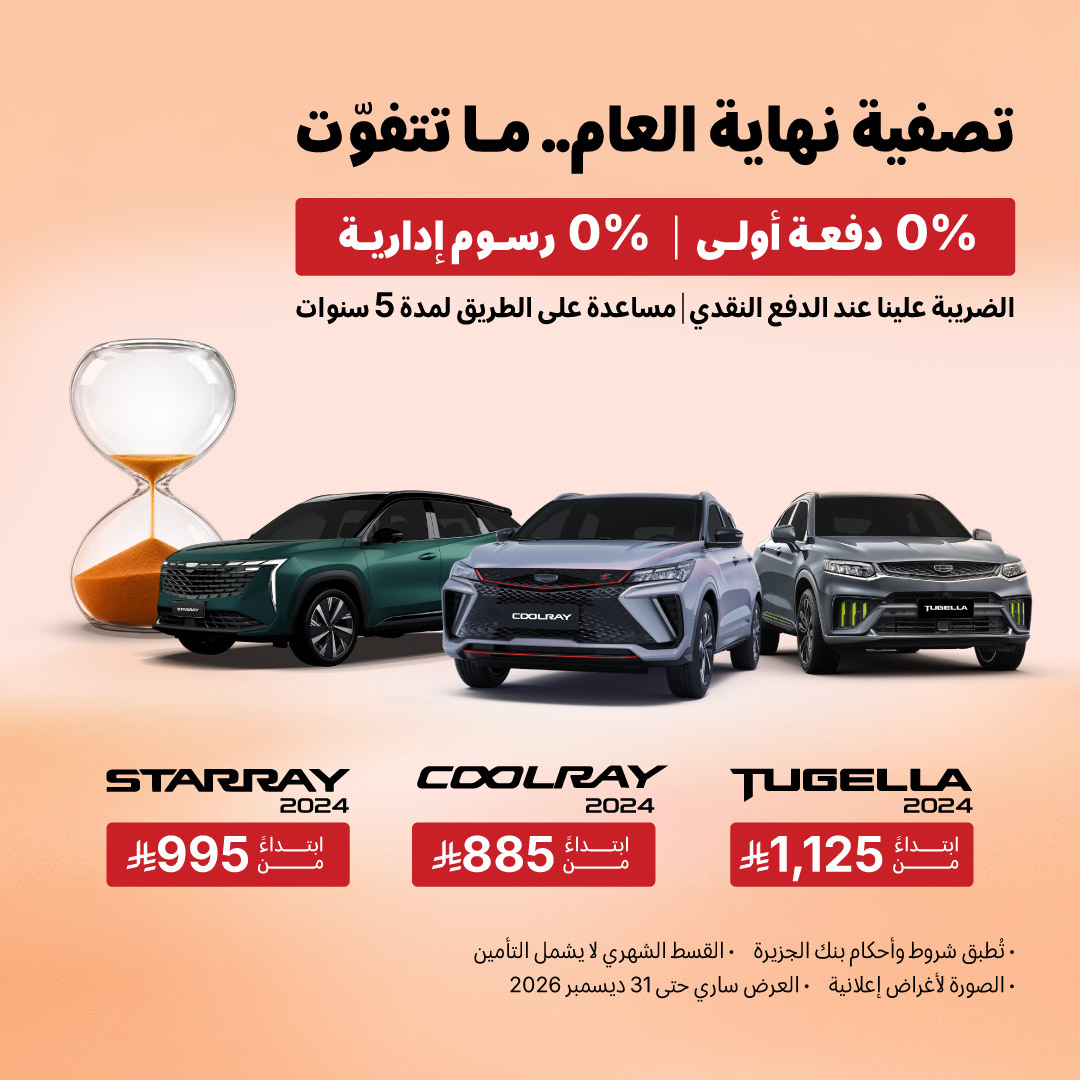 تصفية نهاية العام.. ما تتفوّت
0% دفعة أولى | 0% رسوم إدارية
الضريبة علينا عند الدفع النقدي | مساعدة على الطريق لمدة 5 سنوات
STARRAY
COOLRAY
TUGELLA
STARRAY 2024
ابتداءً من 995
COOLRAY 2024
ابتداءً من 885
TUGELLA 2024
ابتداءً من 1,125
• تُطبق شروط وأحكام بنك الجزيرة • القسط الشهري لا يشمل التأمين
• الصورة لأغراض إعلانية • العرض ساري حتى 31 ديسمبر 2026